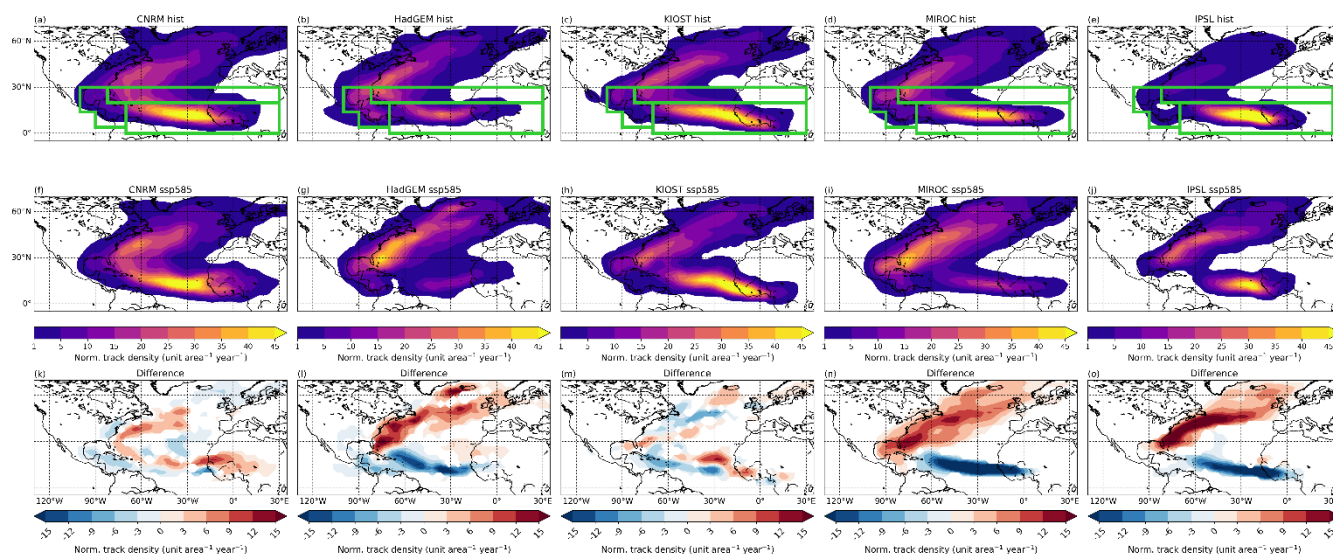 (a) CNRM hist
(b) HadGEM hist
(c) KIOST hist
(d) MIROC hist
(e) IPSL hist
60°N
30°N
0°
(f) CNRM ssp585
(g) HadGEM ssp585
(h) KIOST ssp585
(i) MIROC ssp585
(j) IPSL ssp585
60°N
30°N
0°
1 5 10 15 20 25 30 35 40 45
1 5 10 15 20 25 30 35 40 45
1 5 10 15 20 25 30 35 40 45
1 5 10 15 20 25 30 35 40 45
1 5 10 15 20 25 30 35 40 45
Norm. track density (unit area⁻¹ year⁻¹)
Norm. track density (unit area⁻¹ year⁻¹)
Norm. track density (unit area⁻¹ year⁻¹)
Norm. track density (unit area⁻¹ year⁻¹)
Norm. track density (unit area⁻¹ year⁻¹)
(k) Difference
(l) Difference
(m) Difference
(n) Difference
(o) Difference
120°W 90°W 60°W 30°W 0° 30°E
120°W 90°W 60°W 30°W 0° 30°E
120°W 90°W 60°W 30°W 0° 30°E
120°W 90°W 60°W 30°W 0° 30°E
120°W 90°W 60°W 30°W 0° 30°E
-15 -12 -9 -6 -3 0 3 6 9 12 15
-15 -12 -9 -6 -3 0 3 6 9 12 15
-15 -12 -9 -6 -3 0 3 6 9 12 15
-15 -12 -9 -6 -3 0 3 6 9 12 15
-15 -12 -9 -6 -3 0 3 6 9 12 15
Norm. track density (unit area⁻¹ year⁻¹)
Norm. track density (unit area⁻¹ year⁻¹)
Norm. track density (unit area⁻¹ year⁻¹)
Norm. track density (unit area⁻¹ year⁻¹)
Norm. track density (unit area⁻¹ year⁻¹)